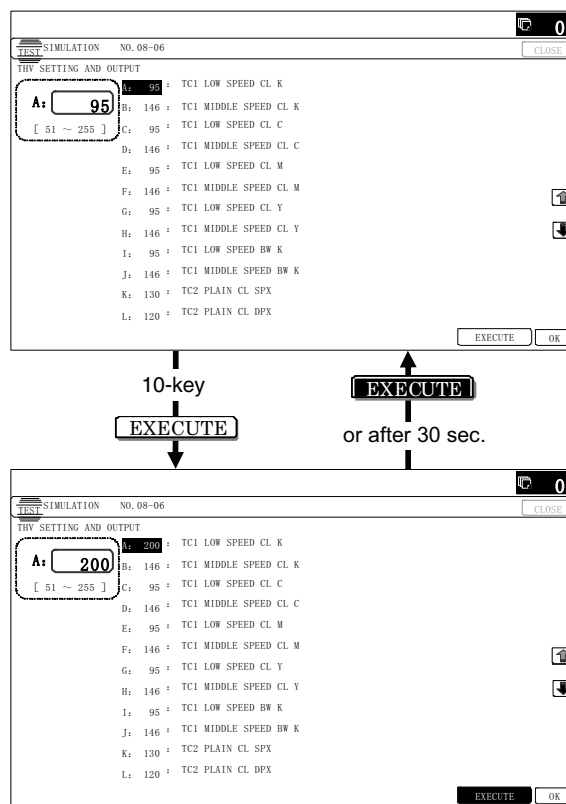 0
TEST SIMULATION NO. 08-06 CLOSE
THV SETTING AND OUTPUT
A: 95
[ 51 ～ 255 ]
A: 95 : TC1 LOW SPEED CL K
B: 146 : TC1 MIDDLE SPEED CL K
C: 95 : TC1 LOW SPEED CL C
D: 146 : TC1 MIDDLE SPEED CL C
E: 95 : TC1 LOW SPEED CL M
F: 146 : TC1 MIDDLE SPEED CL M
G: 95 : TC1 LOW SPEED CL Y
H: 146 : TC1 MIDDLE SPEED CL Y
I: 95 : TC1 LOW SPEED BW K
J: 146 : TC1 MIDDLE SPEED BW K
K: 130 : TC2 PLAIN CL SPX
L: 120 : TC2 PLAIN CL DPX
EXECUTE OK
10-key
EXECUTE
EXECUTE
or after 30 sec.
0
TEST SIMULATION NO. 08-06 CLOSE
THV SETTING AND OUTPUT
A: 200
[ 51 ～ 255 ]
A: 200 : TC1 LOW SPEED CL K
B: 146 : TC1 MIDDLE SPEED CL K
C: 95 : TC1 LOW SPEED CL C
D: 146 : TC1 MIDDLE SPEED CL C
E: 95 : TC1 LOW SPEED CL M
F: 146 : TC1 MIDDLE SPEED CL M
G: 95 : TC1 LOW SPEED CL Y
H: 146 : TC1 MIDDLE SPEED CL Y
I: 95 : TC1 LOW SPEED BW K
J: 146 : TC1 MIDDLE SPEED BW K
K: 130 : TC2 PLAIN CL SPX
L: 120 : TC2 PLAIN CL DPX
EXECUTE OK